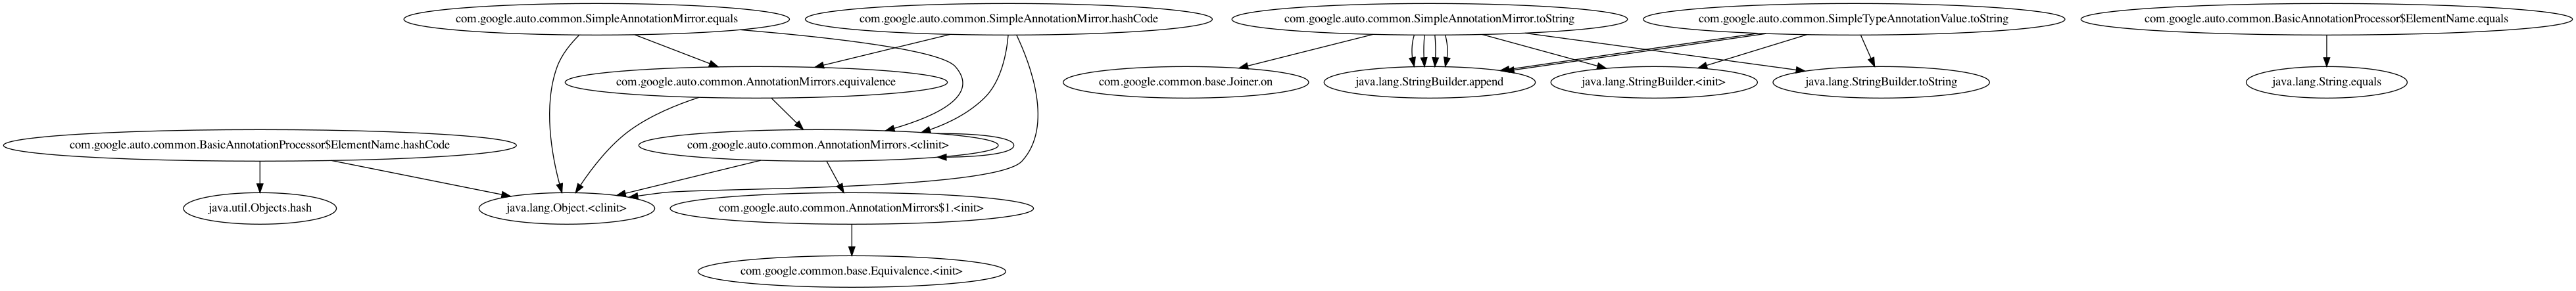 com.google.auto.common.SimpleAnnotationMirror.equals
com.google.auto.common.SimpleAnnotationMirror.hashCode
com.google.auto.common.SimpleAnnotationMirror.toString
com.google.auto.common.SimpleTypeAnnotationValue.toString
com.google.auto.common.BasicAnnotationProcessor$ElementName.equals
com.google.auto.common.AnnotationMirrors.equivalence
com.google.common.base.Joiner.on
java.lang.StringBuilder.append
java.lang.StringBuilder.<init>
java.lang.StringBuilder.toString
java.lang.String.equals
com.google.auto.common.BasicAnnotationProcessor$ElementName.hashCode
com.google.auto.common.AnnotationMirrors.<clinit>
java.util.Objects.hash
java.lang.Object.<clinit>
com.google.auto.common.AnnotationMirrors$1.<init>
com.google.common.base.Equivalence.<init>